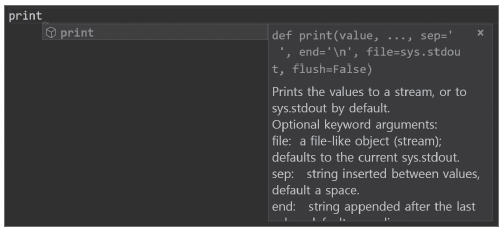 print
print
def print(value, ..., sep='
', end='\n', file=sys.stdou
t, flush=False)
×
Prints the values to a stream, or to
sys.stdout by default.
Optional keyword arguments:
file: a file-like object (stream);
defaults to the current sys.stdout.
sep: string inserted between values,
default a space.
end: string appended after the last